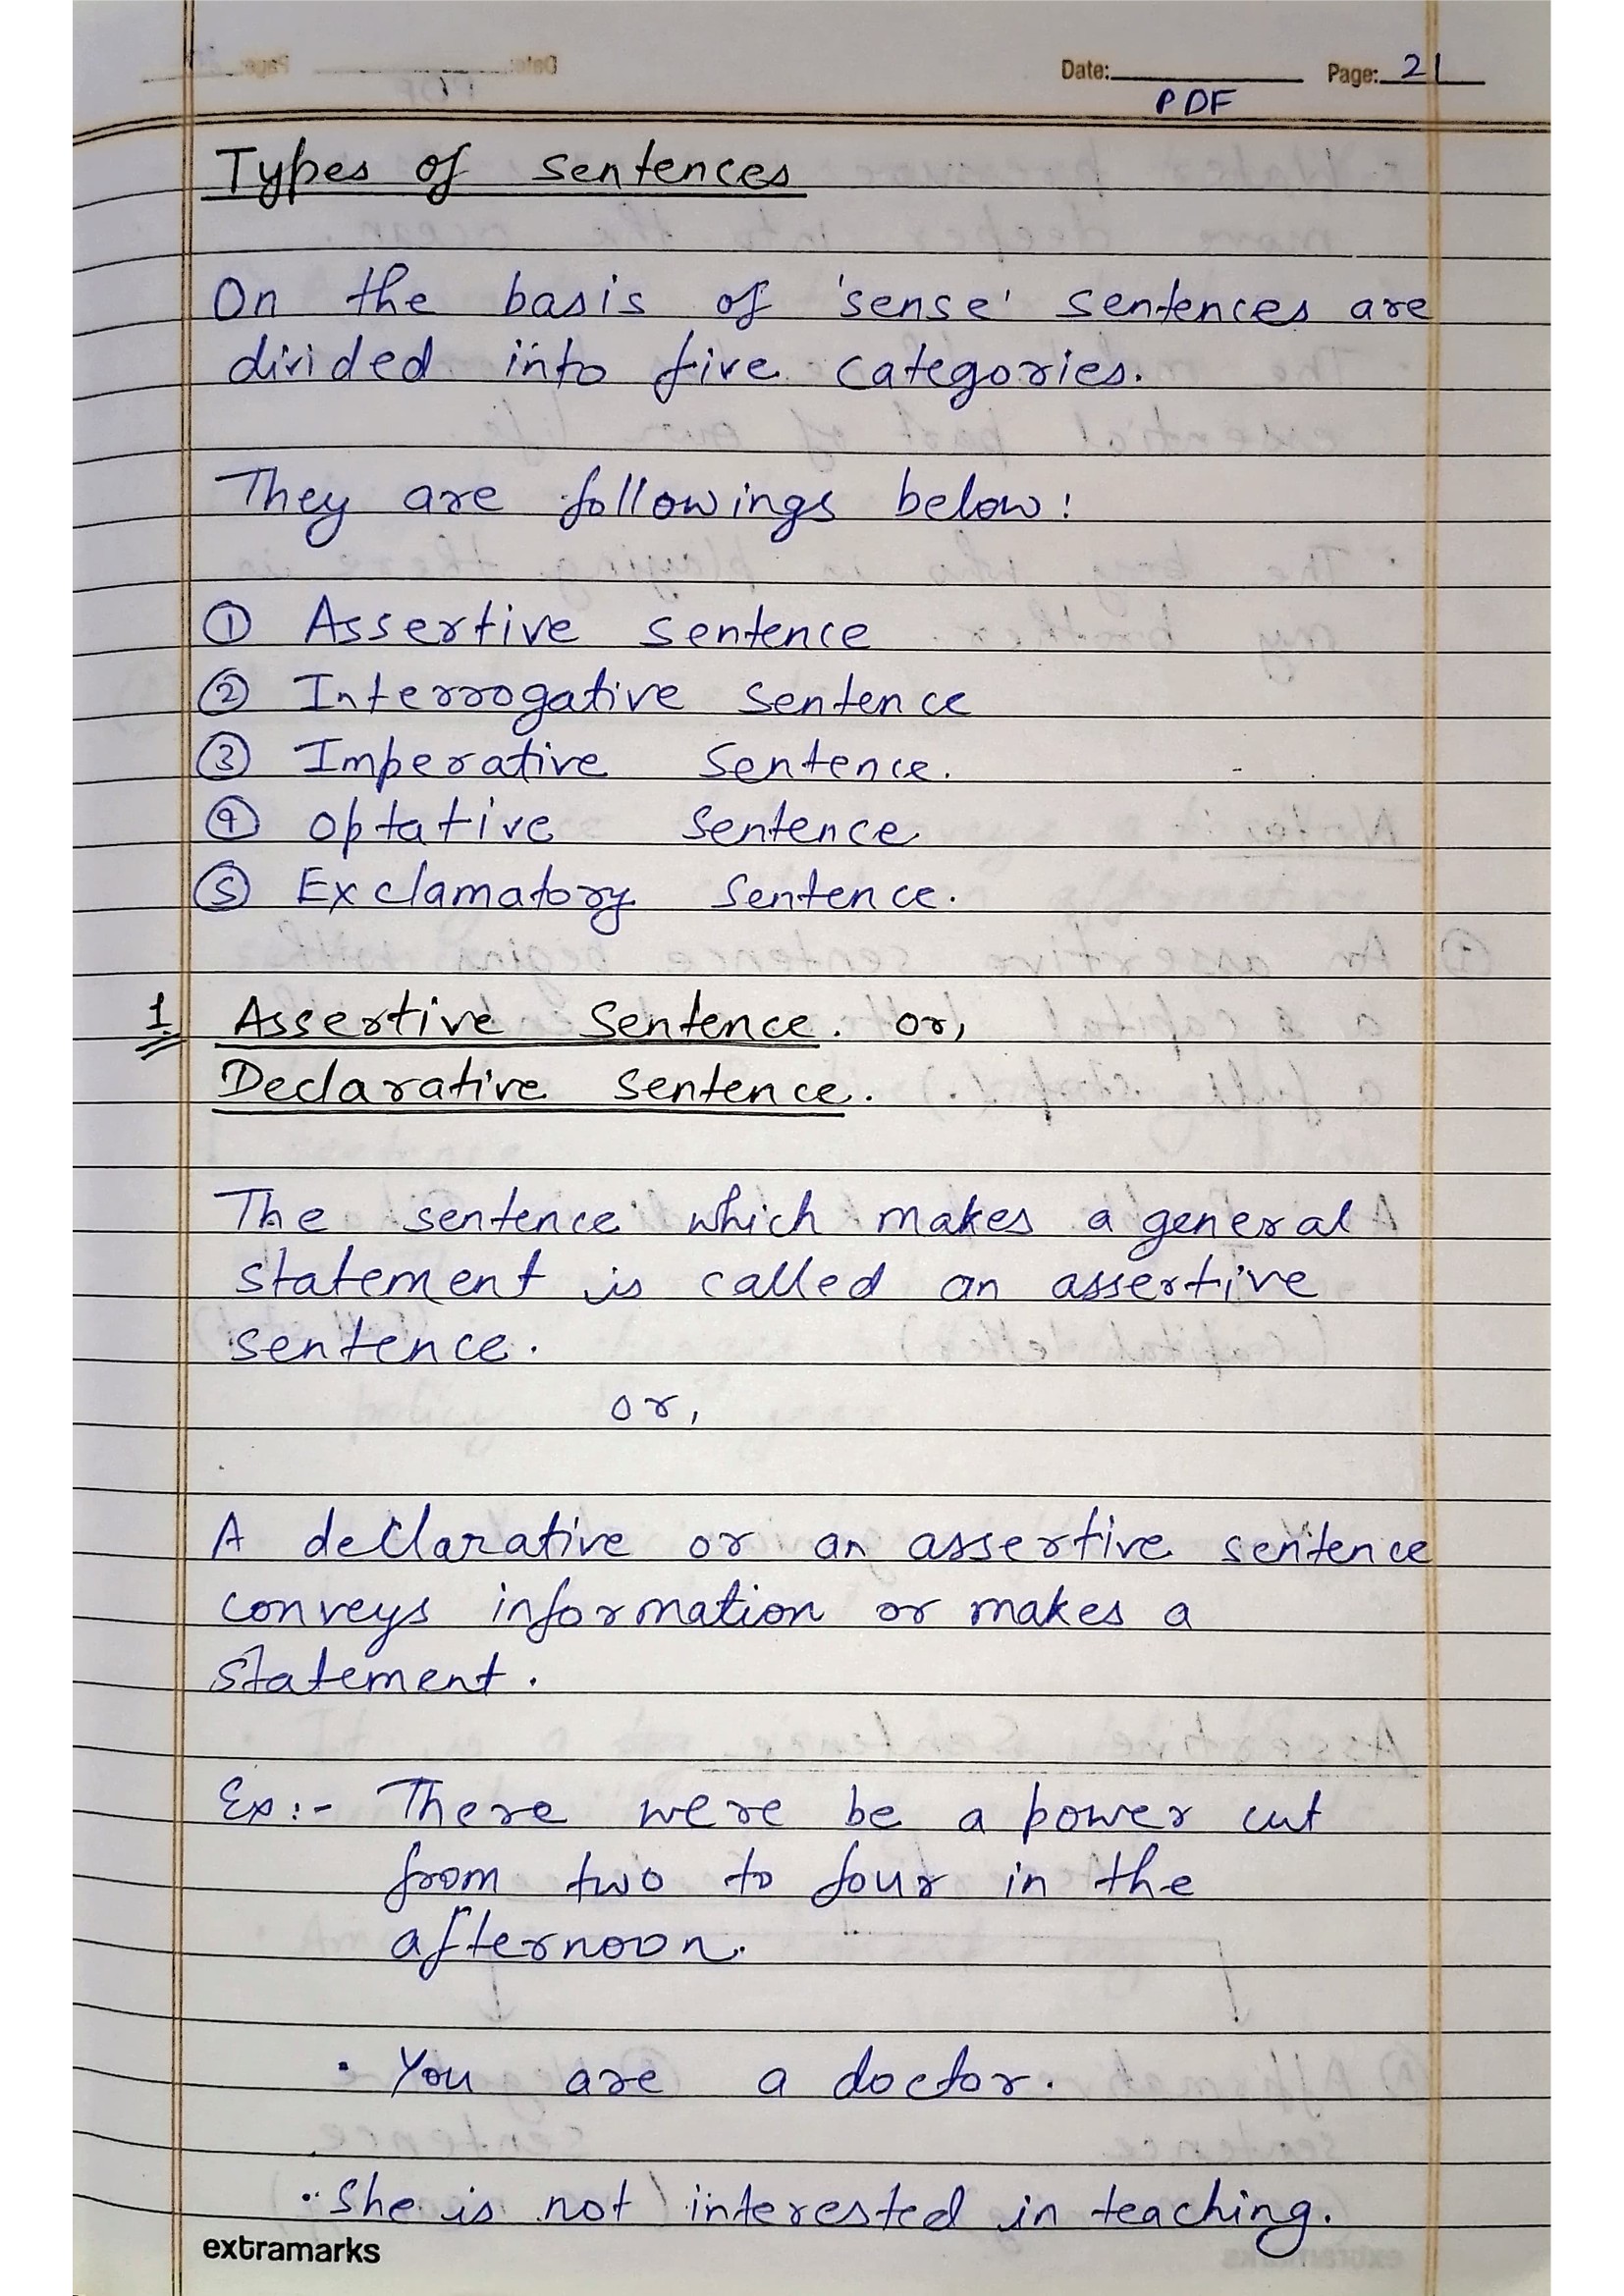 Date: Page: 21
PDF
Types of sentences
On the basis of 'sense' sentences are
divided into five categories.
They are followings below:
① Assertive sentence
② Interrogative sentence
③ Imperative sentence.
④ Optative sentence
⑤ Exclamatory sentence.
1. Assertive sentence. or,
Declarative sentence.
The sentence which makes a general
statement is called an assertive
sentence.
or,
A declarative or an assertive sentence
conveys information or makes a
statement.
Ex:- There were be a power cut
from two to four in the
afternoon.
• You are a doctor.
• She is not interested in teaching.
extramarks